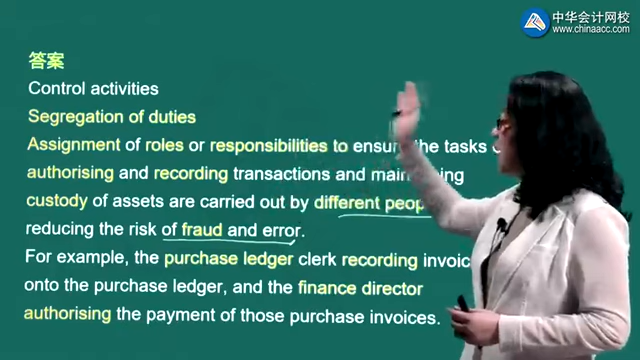 中华会计网校
www.chinaacc.com
答案
Control activities
Segregation of duties
Assignment of roles or responsibilities to ensure the tasks
authorising and recording transactions and
custody of assets are carried out by different
reducing the risk of fraud and error.
For example, the purchase ledger clerk recording
onto the purchase ledger, and the finance director
authorising the payment of those purchase invoices.